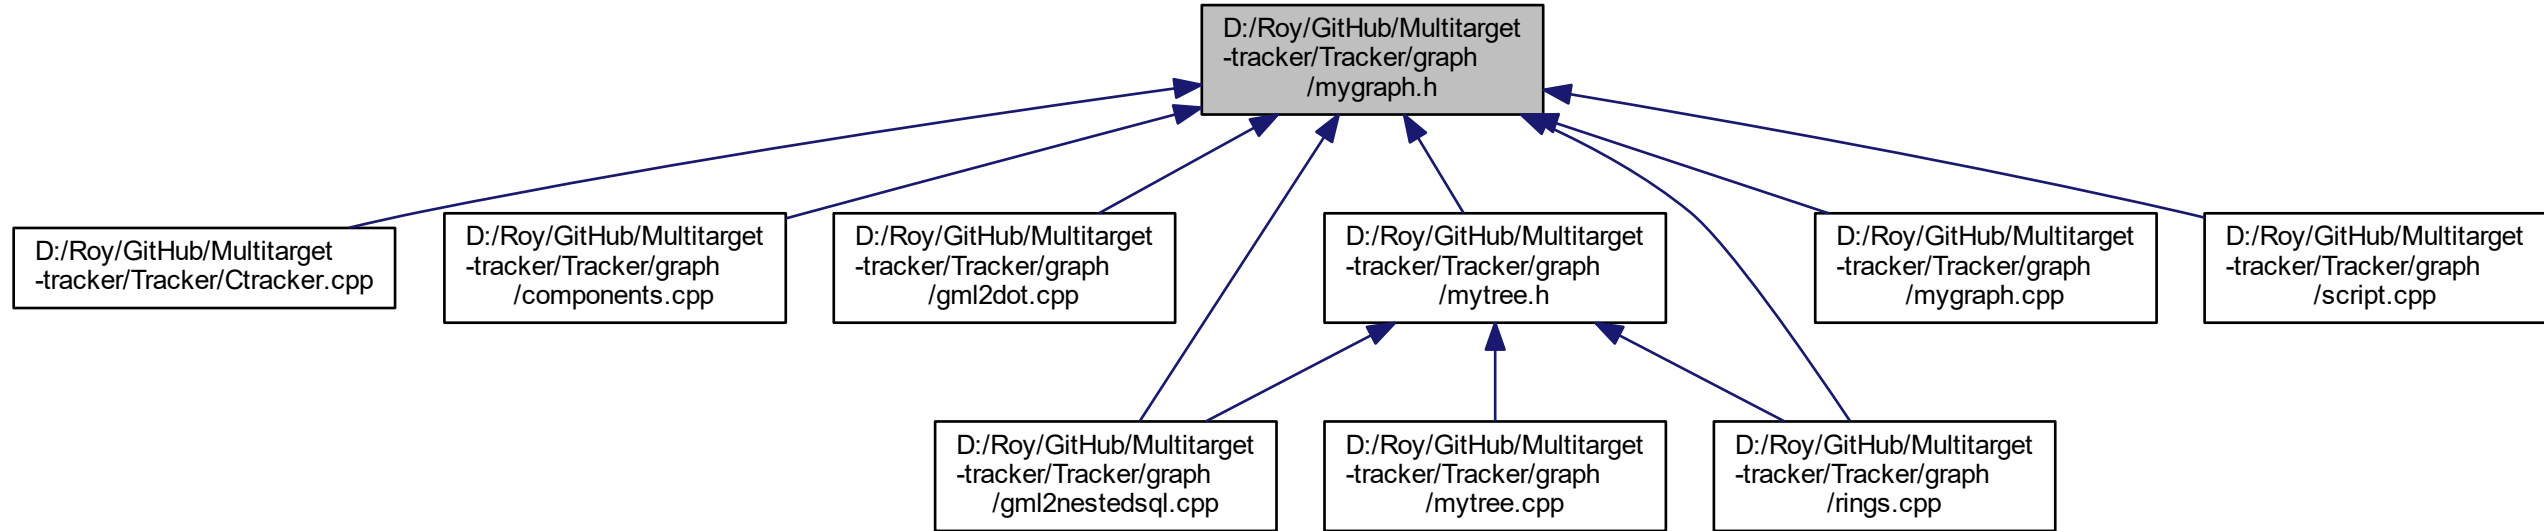 D:/Roy/GitHub/Multitarget
-tracker/Tracker/graph
/mygraph.h
D:/Roy/GitHub/Multitarget
-tracker/Tracker/Ctracker.cpp
D:/Roy/GitHub/Multitarget
-tracker/Tracker/graph
/components.cpp
D:/Roy/GitHub/Multitarget
-tracker/Tracker/graph
/gml2dot.cpp
D:/Roy/GitHub/Multitarget
-tracker/Tracker/graph
/mytree.h
D:/Roy/GitHub/Multitarget
-tracker/Tracker/graph
/mygraph.cpp
D:/Roy/GitHub/Multitarget
-tracker/Tracker/graph
/script.cpp
D:/Roy/GitHub/Multitarget
-tracker/Tracker/graph
/gml2nestedsql.cpp
D:/Roy/GitHub/Multitarget
-tracker/Tracker/graph
/mytree.cpp
D:/Roy/GitHub/Multitarget
-tracker/Tracker/graph
/rings.cpp